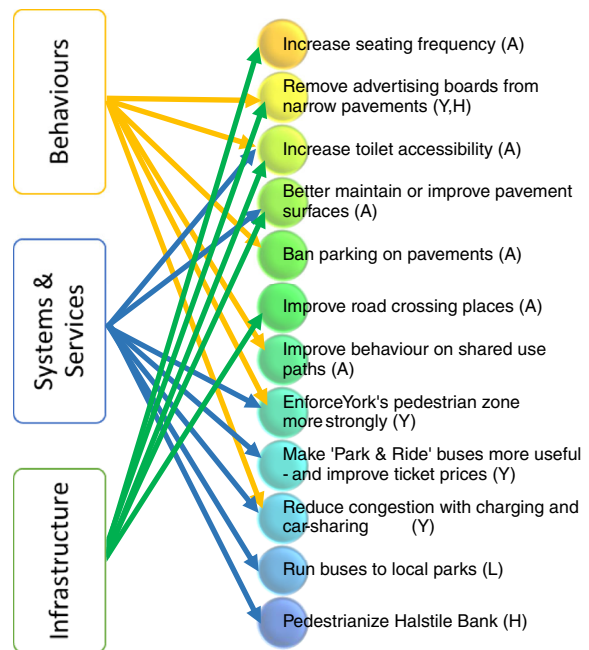 Behaviours
Systems &
Services
Infrastructure
Increase seating frequency (A)
Remove advertising boards from
narrow pavements (Y,H)
Increase toilet accessibility (A)
Better maintain or improve pavement
surfaces (A)
Ban parking on pavements (A)
Improve road crossing places (A)
Improve behaviour on shared use
paths (A)
EnforceYork's pedestrian zone
more strongly (Y)
Make 'Park & Ride' buses more useful
- and improve ticket prices (Y)
Reduce congestion with charging and
car-sharing (Y)
Run buses to local parks (L)
Pedestrianize Halstile Bank (H)